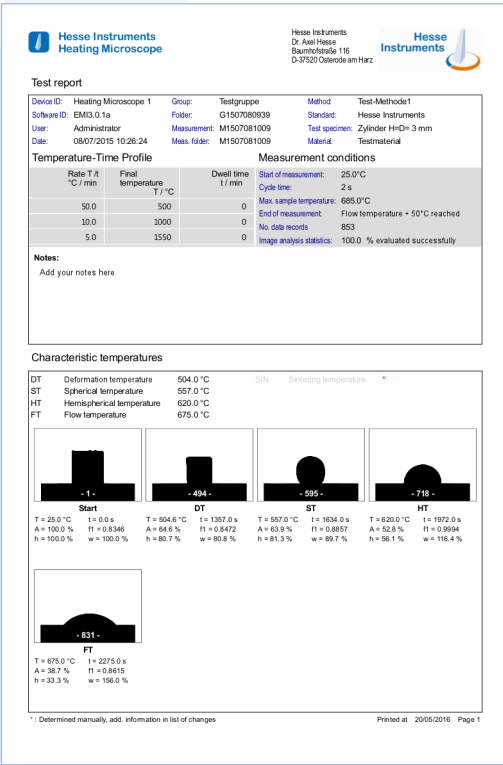 Hesse Instruments
Heating Microscope
Hesse Instruments
Dr. Axel Hesse
Baumhofstraße 116
D-37520 Osterode am Harz
Hesse
Instruments
Test report
Device ID: Heating Microscope 1 Group: Testgruppe Method: Test-Methode1
Software ID: EMI3.0.1a Folder: G1507080939 Standard: Hesse Instruments
User: Administrator Measurement: M1507081009 Test specimen: Zylinder H=D= 3 mm
Date: 08/07/2015 10:26:24 Meas. folder: M1507081009 Material: Testmaterial
Temperature-Time Profile
Rate T /t Final Dwell time
°C / min temperature t / min
T / °C
50.0 500 0
10.0 1000 0
5.0 1550 0
Measurement conditions
Start of measurement: 25.0°C
Cycle time: 2 s
Max. sample temperature: 685.0°C
End of measurement: Flow temperature + 50°C reached
No. data records 853
Image analysis statistics: 100.0 % evaluated successfully
Notes:
Add your notes here
Characteristic temperatures
DT Deformation temperature 504.0 °C SIN Sintering temperature *
ST Spherical temperature 557.0 °C
HT Hemispherical temperature 620.0 °C
FT Flow temperature 675.0 °C
- 1 - - 494 - - 595 - - 718 -
Start DT ST HT
T = 25.0 °C t = 0.0 s T = 504.6 °C t = 1357.0 s T = 557.0 °C t = 1634.0 s T = 620.0 °C t = 1972.0 s
A = 100.0 % f1 = 0.8346 A = 64.6 % f1 = 0.8472 A = 63.9 % f1 = 0.8857 A = 52.8 % f1 = 0.9994
h = 100.0 % w = 100.0 % h = 80.7 % w = 80.8 % h = 81.3 % w = 89.7 % h = 56.1 % w = 116.4 %
- 831 -
FT
T = 675.0 °C t = 2275.0 s
A = 38.7 % f1 = 0.8615
h = 33.3 % w = 156.0 %
* : Determined manually, add. information in list of changes Printed at 20/05/2016 Page 1